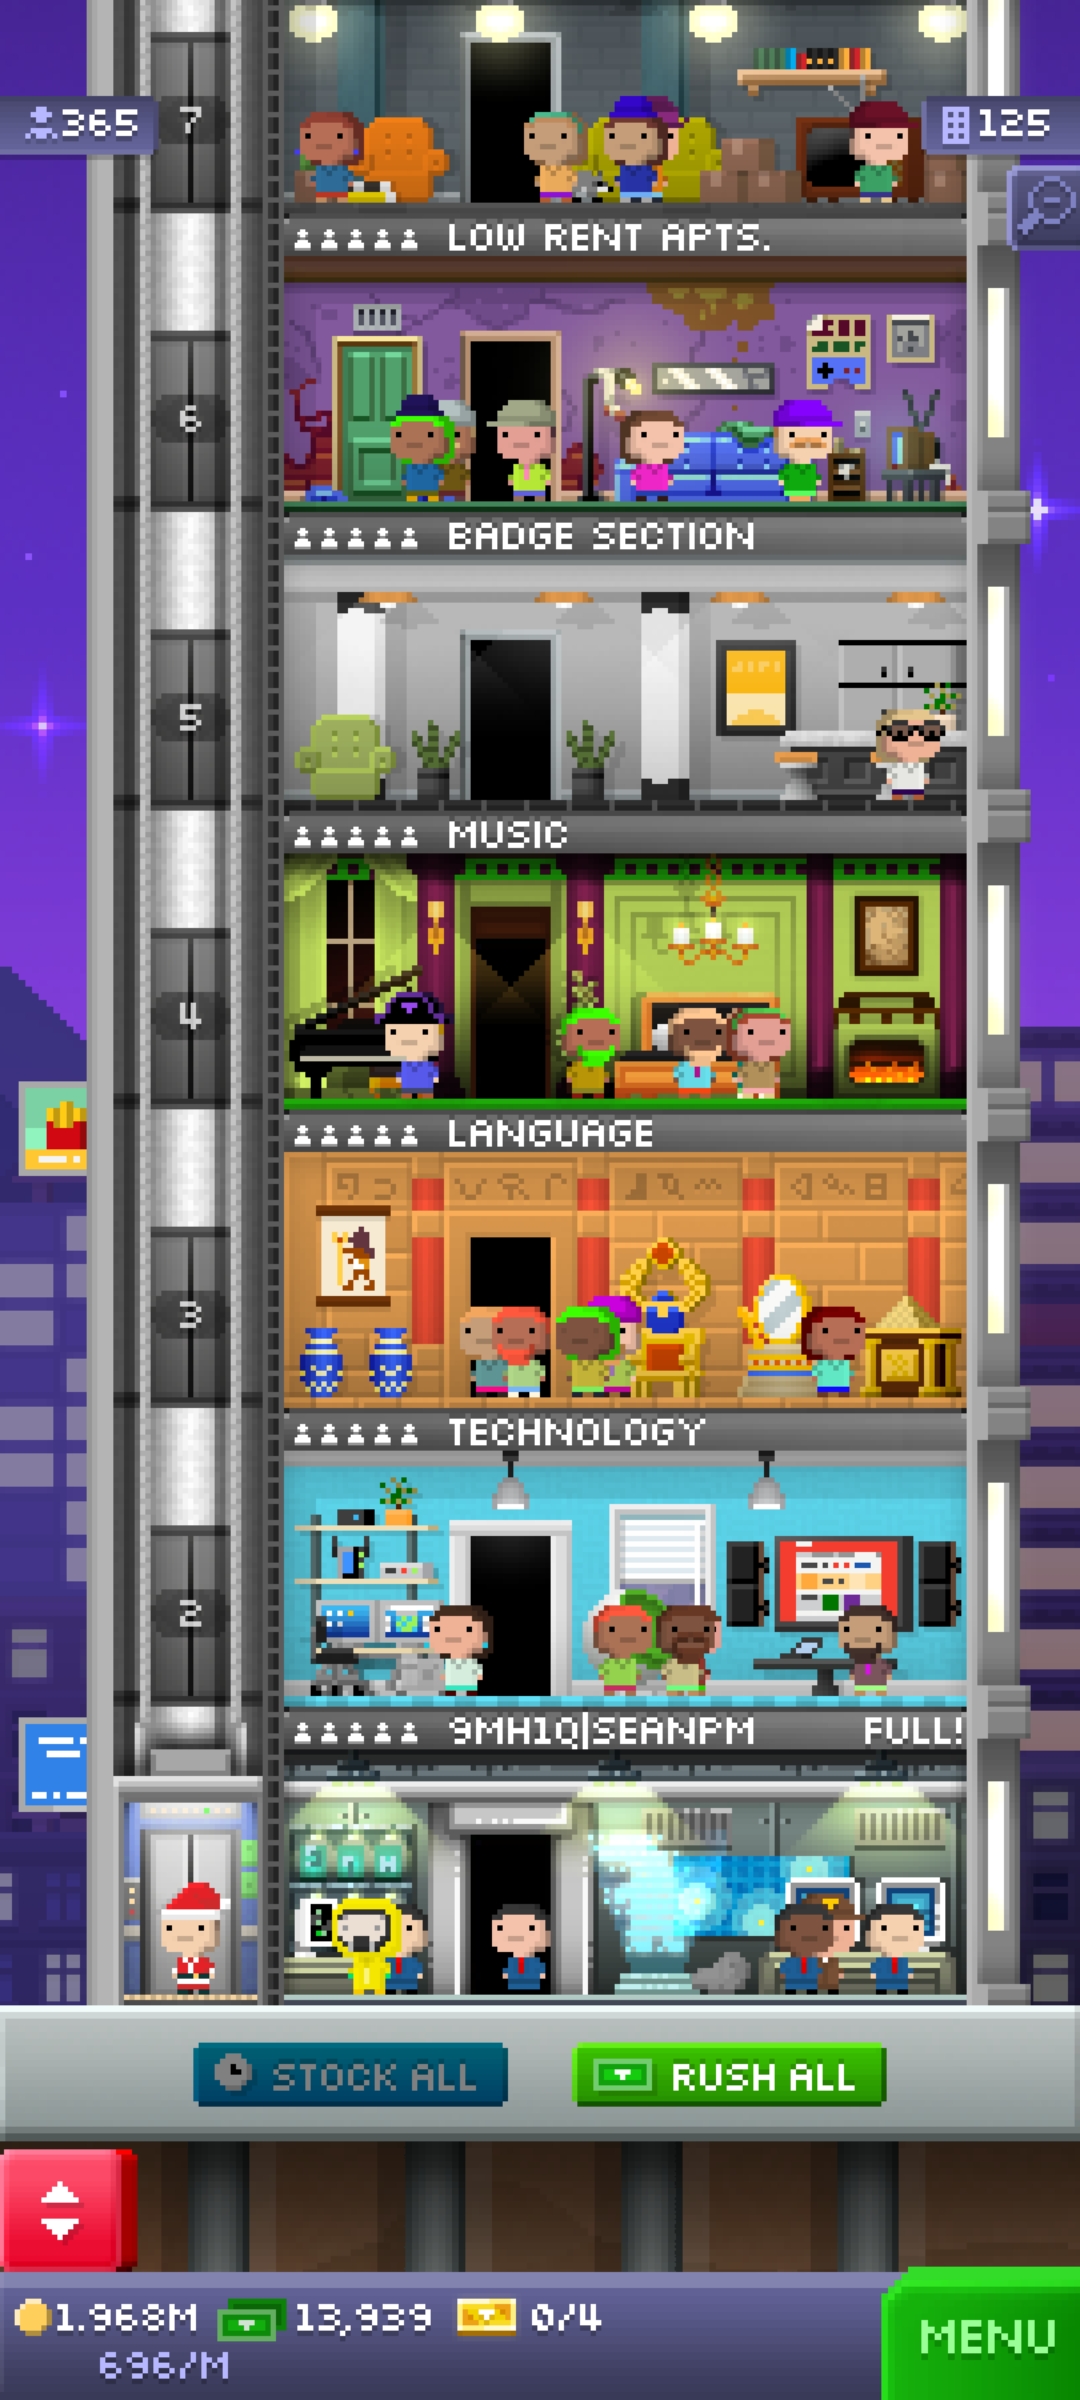 7
365
125
LOW RENT APTS.
6
BADGE SECTION
5
MUSIC
4
LANGUAGE
3
TECHNOLOGY
2
9MH1Q|SEANPM FULL!
STOCK ALL
RUSH ALL
1.968M 13,939 0/4
696/M
MENU